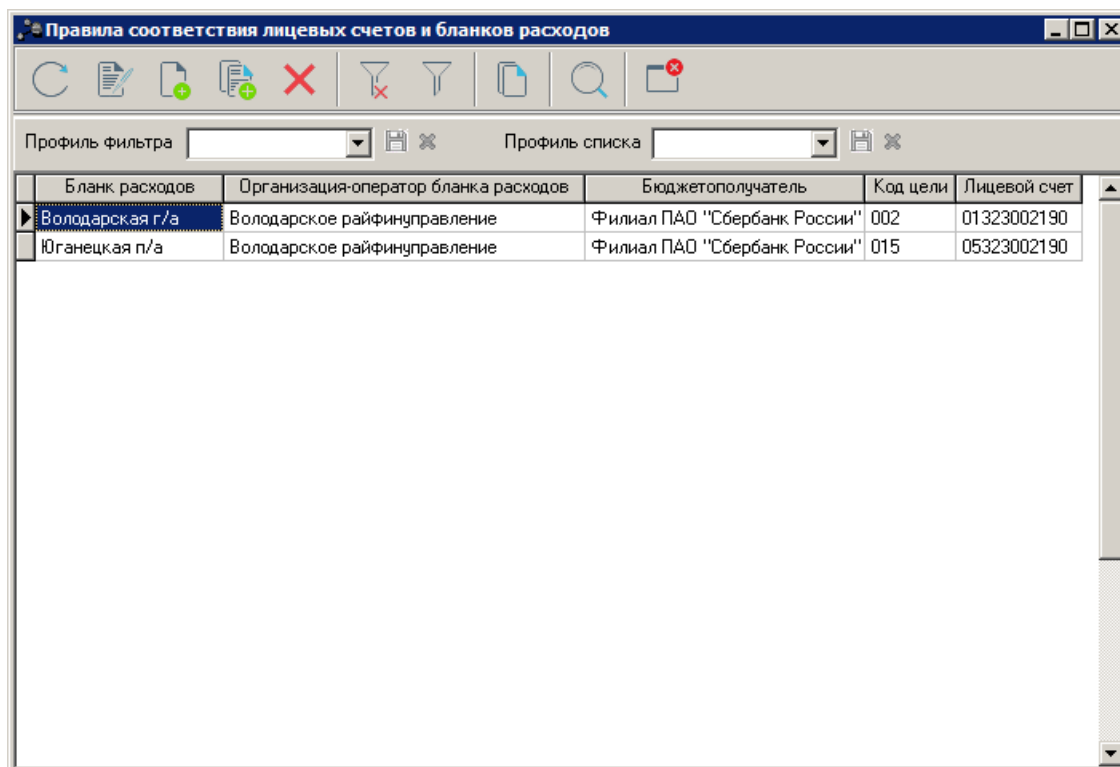 Правила соответствия лицевых счетов и бланков расходов
Профиль фильтра Профиль списка
Бланк расходов Организация-оператор бланка расходов Бюджетополучатель Код цели Лицевой счет
Володарская г/а Володарское райфинуправление Филиал ПАО "Сбербанк России" 002 01323002190
Юганецкая п/а Володарское райфинуправление Филиал ПАО "Сбербанк России" 015 05323002190